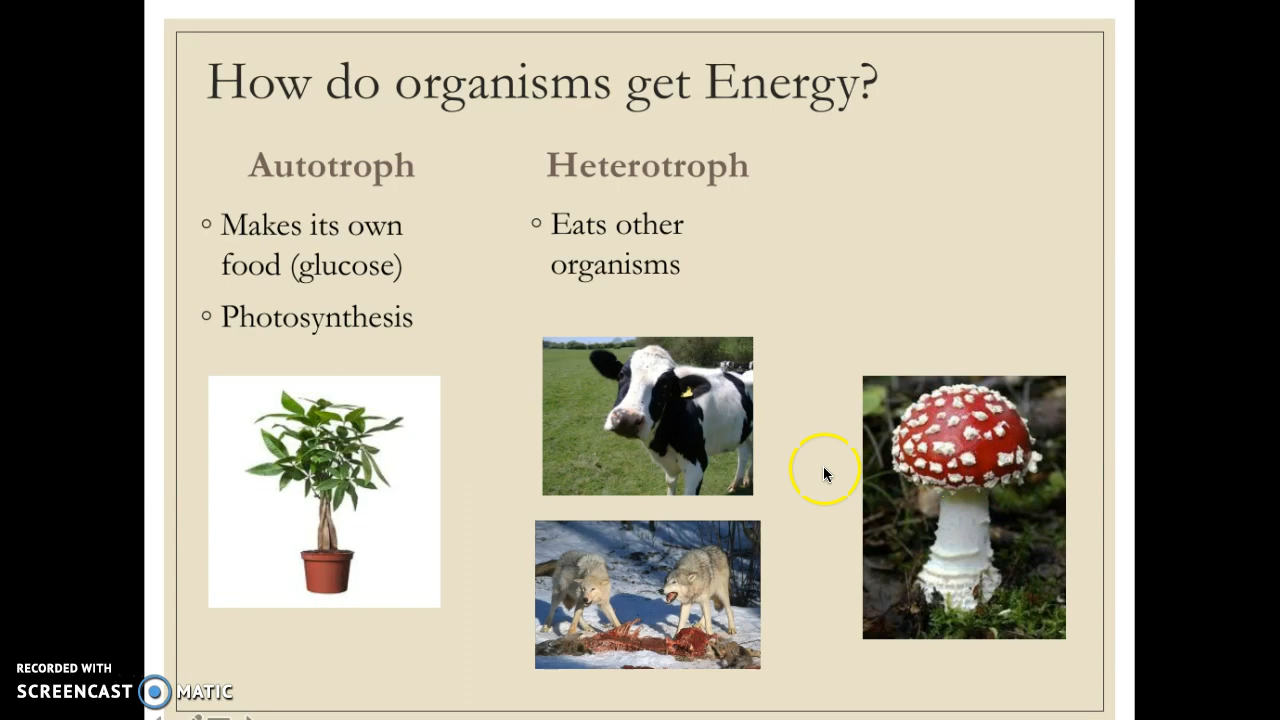 How do organisms get Energy?
Autotroph
Makes its own
food (glucose)
Photosynthesis
Heterotroph
Eats other
organisms
RECORDED WITH
SCREENCAST MATIC